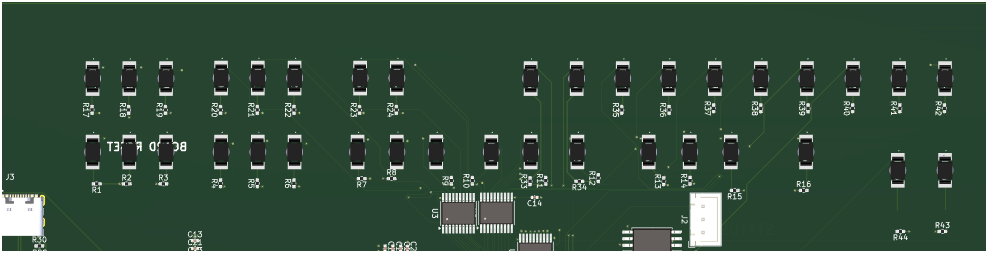 R17 R18 R19 R20 R21 R22 R23 R24 R35 R36 R37 R38 R39 R40 R41 R42
BOARD RESET
J3 R1 R2 R3 R4 R5 R6 R7 R8 R9 R10 R11 R34 R12 R13 R14 R15 R16
C14
U3
J2
R44 R43
R30
C13